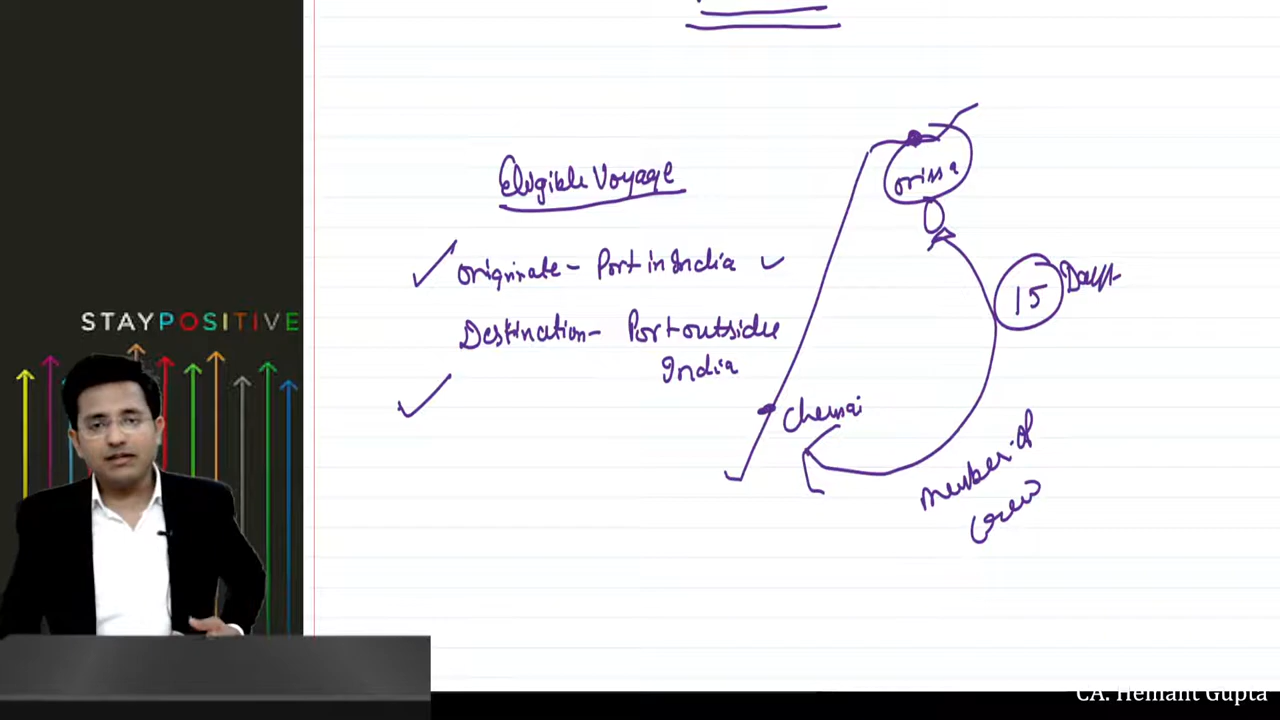 STAYPOSITIVE
Eligible Voyage
Originate - Port in India
Destination - Port outside
India
orissa
15 Days
Chennai
member of
crew
CA. Hemant Gupta